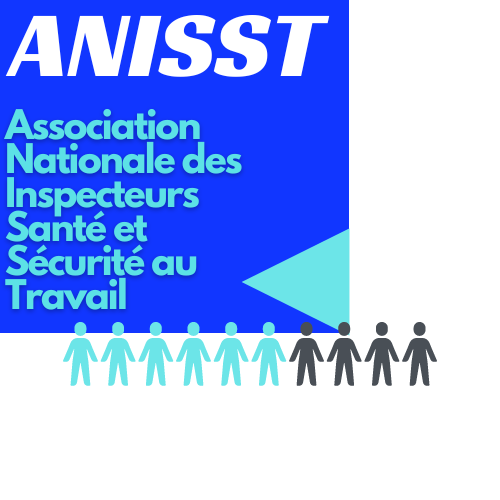 ANISST
Association
Nationale des
Inspecteurs
Santé et
Sécurité au
Travail